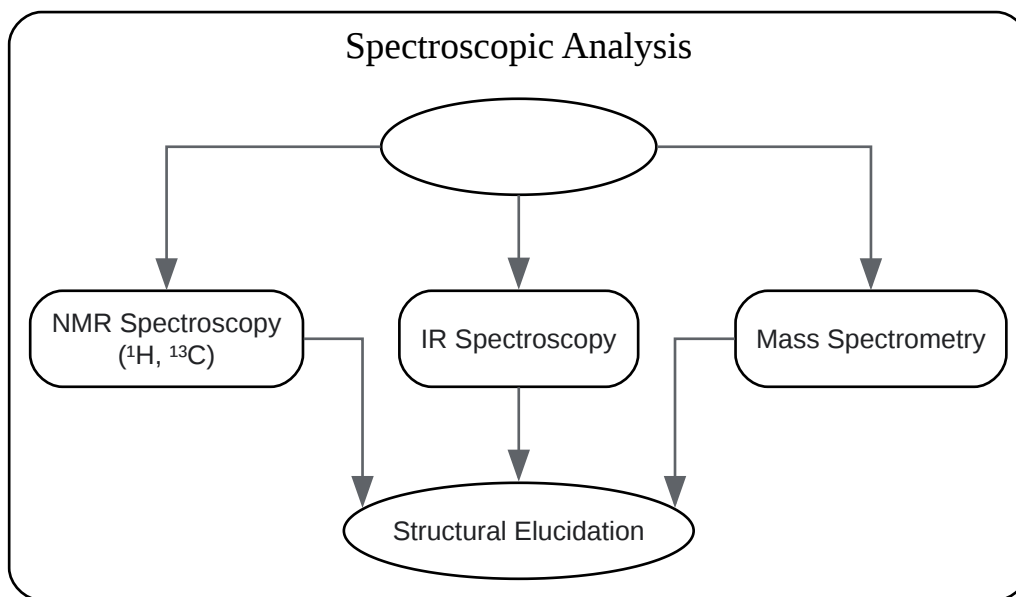 Spectroscopic Analysis
NMR Spectroscopy
(¹H, ¹³C)
IR Spectroscopy
Mass Spectrometry
Structural Elucidation